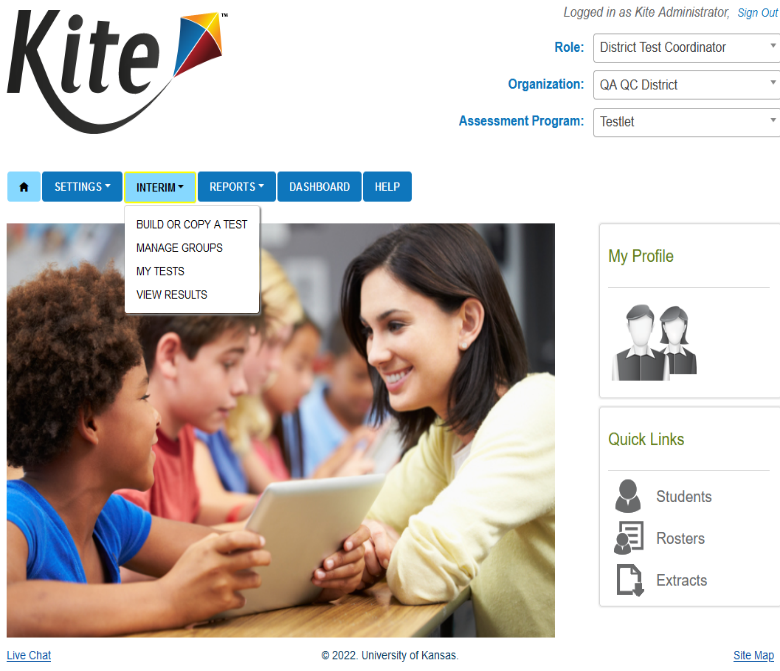 Kite™
Logged in as Kite Administrator, Sign Out
Role: District Test Coordinator
Organization: QA QC District
Assessment Program: Testlet
SETTINGS INTERIM REPORTS DASHBOARD HELP
BUILD OR COPY A TEST
MANAGE GROUPS
MY TESTS
VIEW RESULTS
My Profile
Quick Links
Students
Rosters
Extracts
Live Chat © 2022. University of Kansas. Site Map